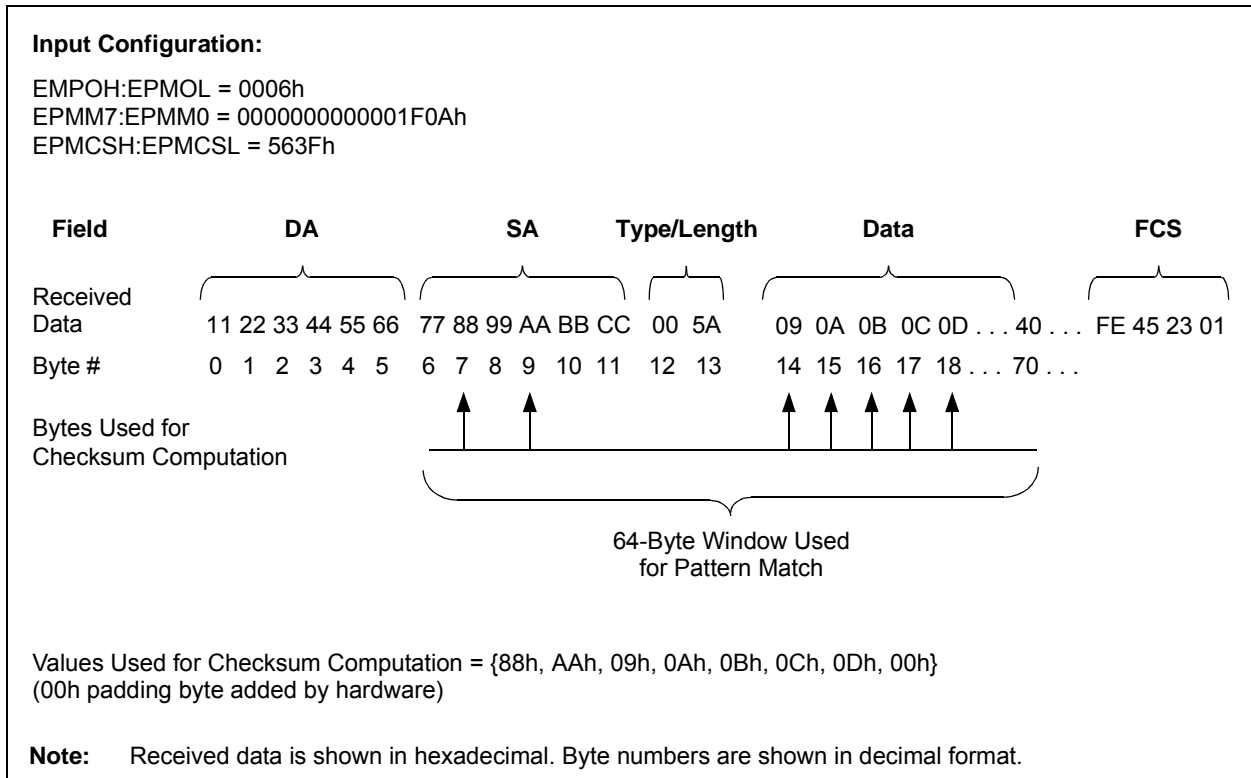 Input Configuration:
EMPOH:EPMOL = 0006h
EPMM7:EPMM0 = 0000000000001F0Ah
EPMCSH:EPMCSL = 563Fh
Field DA SA Type/Length Data FCS
Received
Data 11 22 33 44 55 66 77 88 99 AA BB CC 00 5A 09 0A 0B 0C 0D . . . 40 . . . FE 45 23 01
Byte # 0 1 2 3 4 5 6 7 8 9 10 11 12 13 14 15 16 17 18 . . . 70 . . .
Bytes Used for
Checksum Computation
64-Byte Window Used
for Pattern Match
Values Used for Checksum Computation = {88h, AAh, 09h, 0Ah, 0Bh, 0Ch, 0Dh, 00h}
(00h padding byte added by hardware)
Note: Received data is shown in hexadecimal. Byte numbers are shown in decimal format.